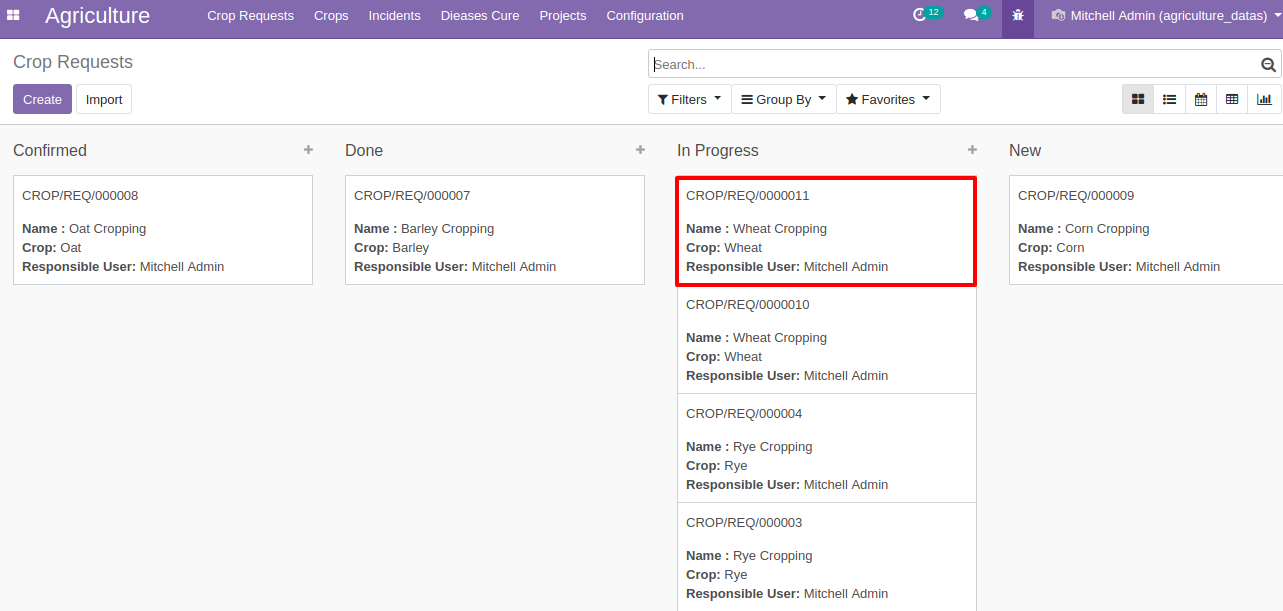 Agriculture
Crop Requests Crops Incidents Dieases Cure Projects Configuration
12 4 Mitchell Admin (agriculture_datas)
Crop Requests
Search...
Create Import
Filters Group By Favorites
Confirmed
CROP/REQ/000008
Name : Oat Cropping
Crop: Oat
Responsible User: Mitchell Admin
Done
CROP/REQ/000007
Name : Barley Cropping
Crop: Barley
Responsible User: Mitchell Admin
In Progress
CROP/REQ/0000011
Name : Wheat Cropping
Crop: Wheat
Responsible User: Mitchell Admin
CROP/REQ/0000010
Name : Wheat Cropping
Crop: Wheat
Responsible User: Mitchell Admin
CROP/REQ/000004
Name : Rye Cropping
Crop: Rye
Responsible User: Mitchell Admin
CROP/REQ/000003
Name : Rye Cropping
Crop: Rye
Responsible User: Mitchell Admin
New
CROP/REQ/000009
Name : Corn Cropping
Crop: Corn
Responsible User: Mitchell Admin